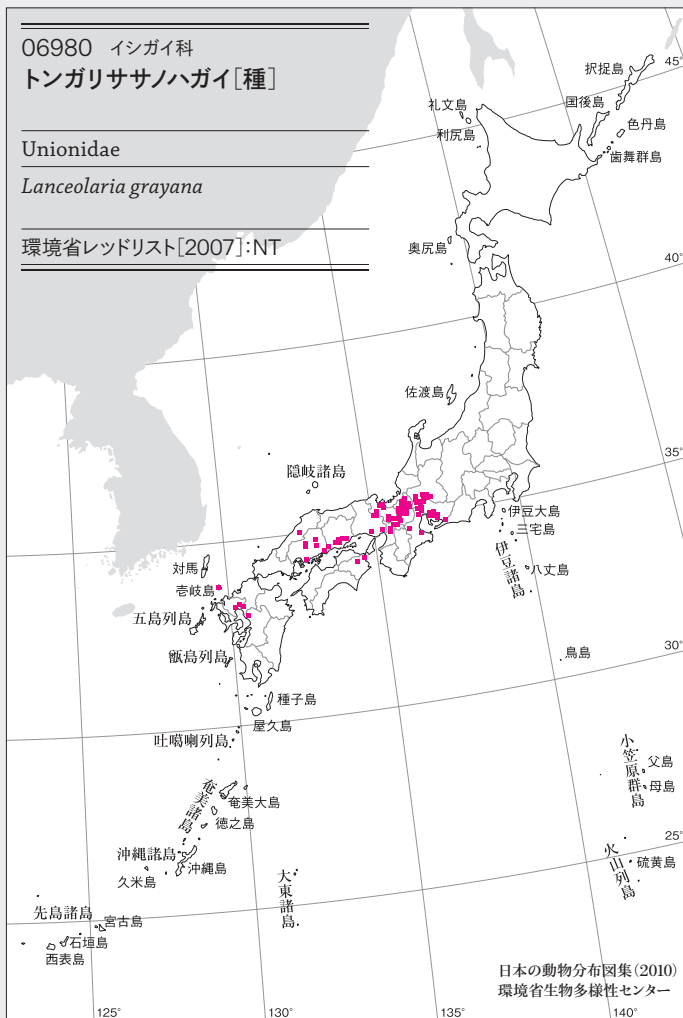 06980 イシガイ科
トンガリササノハガイ[種]
Unionidae
Lanceolaria grayana
環境省レッドリスト[2007]:NT
択捉島
45°
国後島
礼文島
色丹島
利尻島
歯舞群島
奥尻島
40°
佐渡島
35°
隠岐諸島
伊豆大島
三宅島
伊豆諸島
八丈島
対馬
壱岐島
五島列島
鳥島
30°
甑島列島
種子島
屋久島
吐噶喇列島
小笠原群島
父島
母島
奄美諸島
奄美大島
徳之島
25°
沖縄諸島
沖縄島
久米島
火山列島
硫黄島
大東諸島
先島諸島
宮古島
石垣島
西表島
日本の動物分布図集(2010)
環境省生物多様性センター
125°
130°
135°
140°